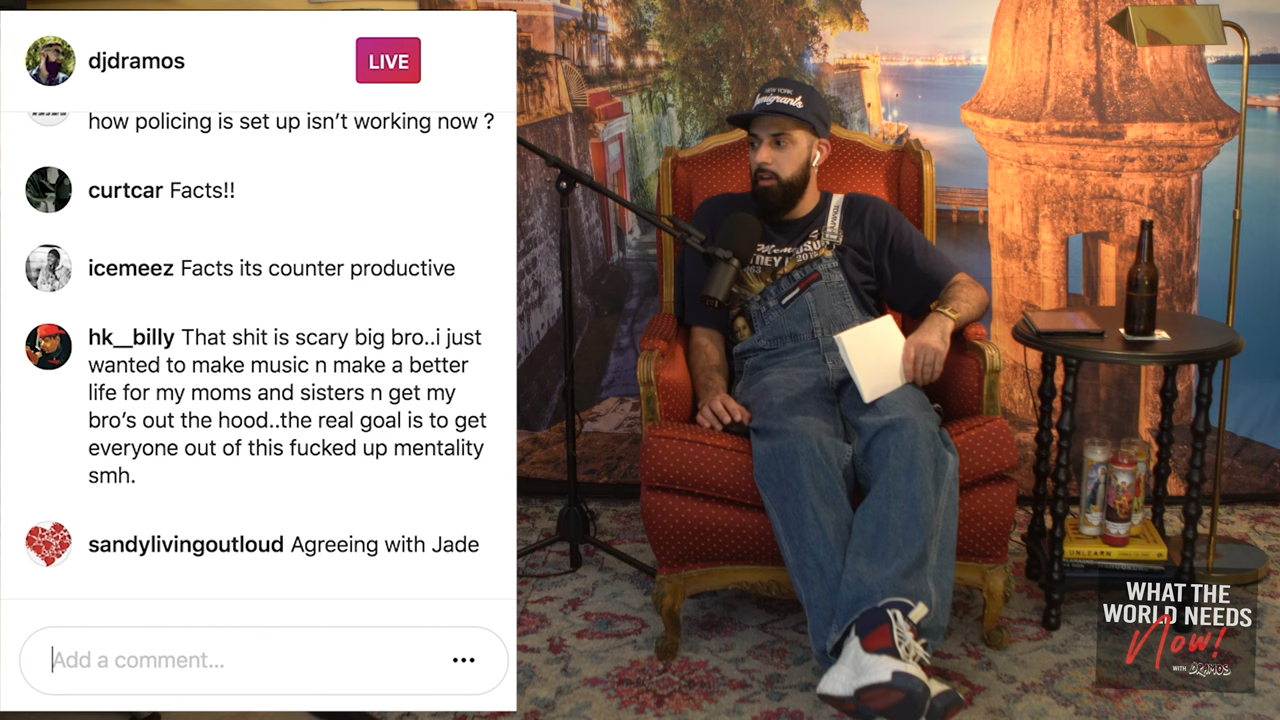 djdramos
LIVE
how policing is set up isn’t working now ?
curtcar Facts!!
icemeez Facts its counter productive
hk__billy That shit is scary big bro..i just
wanted to make music n make a better
life for my moms and sisters n get my
bro’s out the hood..the real goal is to get
everyone out of this fucked up mentality
smh.
sandylivingoutloud Agreeing with Jade
Add a comment...
NEW YORK
Immigrants
UNLEARN
WHAT THE
WORLD NEEDS
Now!
WITH DRAMOS